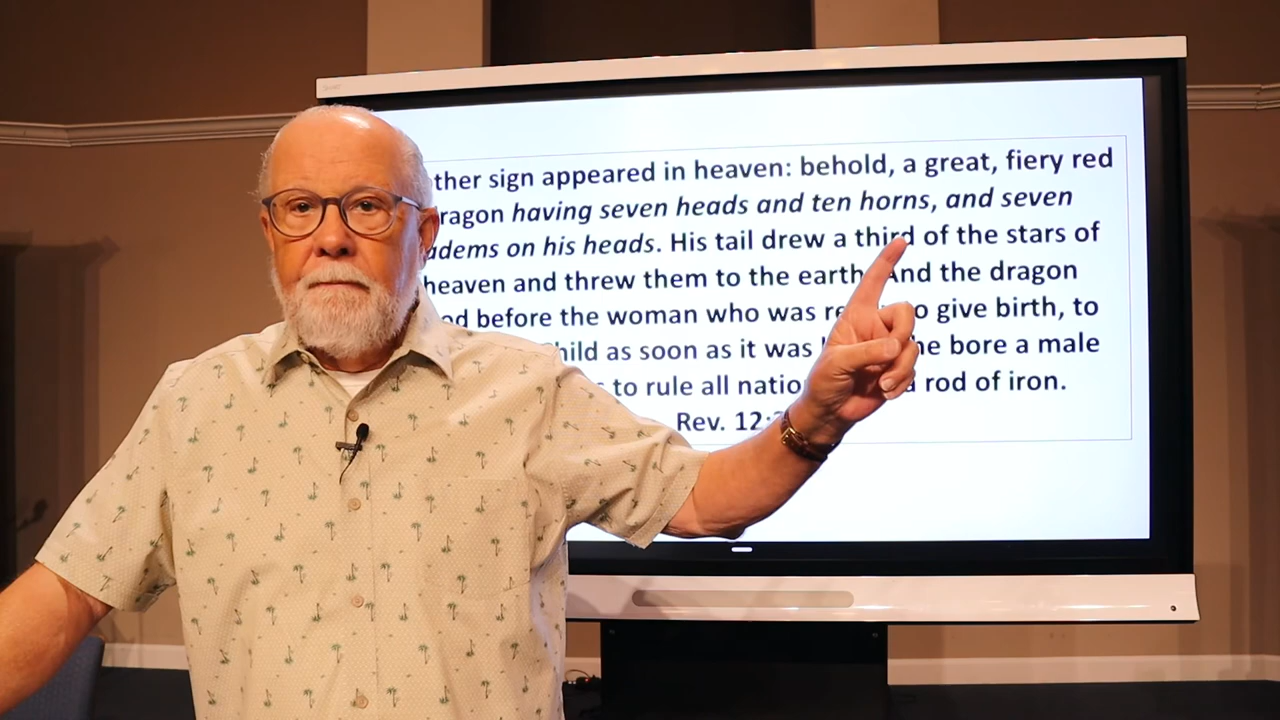 ther sign appeared in heaven: behold, a great, fiery red
ragon having seven heads and ten horns, and seven
adems on his heads. His tail drew a third of the stars of
heaven and threw them to the earth. And the dragon
ed before the woman who was re to give birth, to
hild as soon as it was he bore a male
to rule all natio a rod of iron.
Rev. 12: